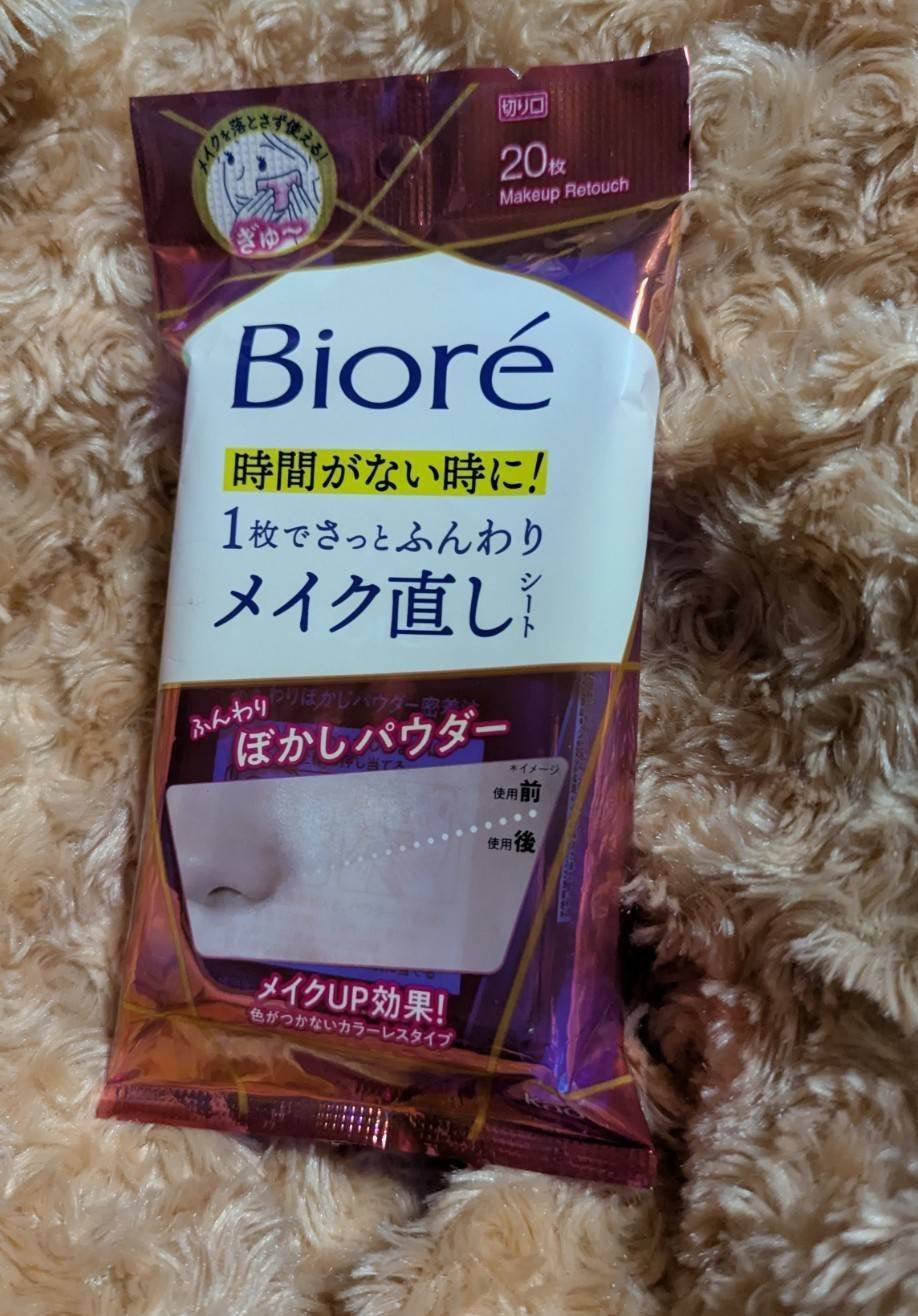 メイクを落とさず使える!
ぎゅ〜
切り口
20枚
Makeup Retouch
Bioré
時間がない時に!
1枚でさっとふんわり
メイク直しシート
ふんわり
ぼかしパウダー
*イメージ
使用前
使用後
メイクUP効果!
色がつかないカラーレスタイプ